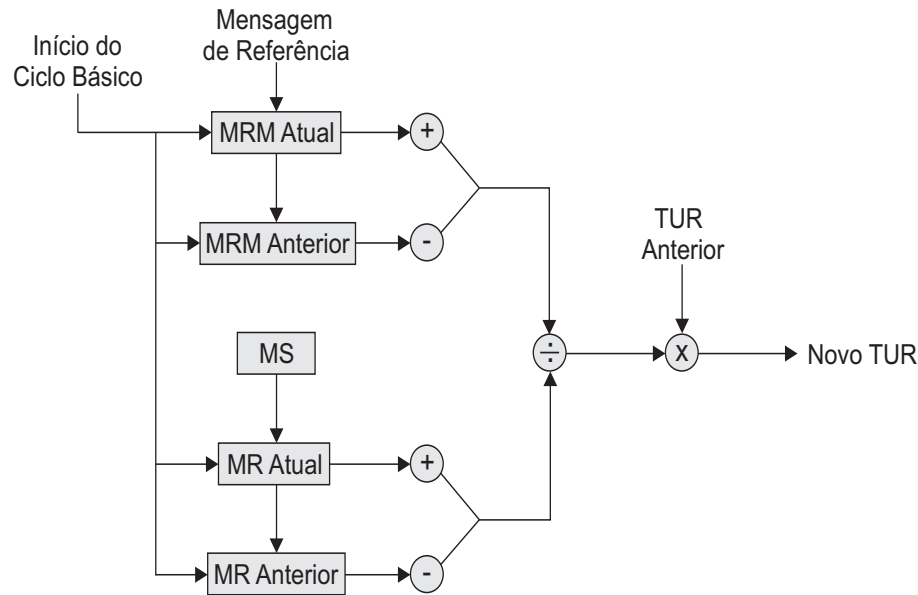 Mensagem
de Referência
Início do
Ciclo Básico
MRM Atual
+
MRM Anterior
-
TUR
Anterior
MS
÷
X
Novo TUR
MR Atual
+
MR Anterior
-